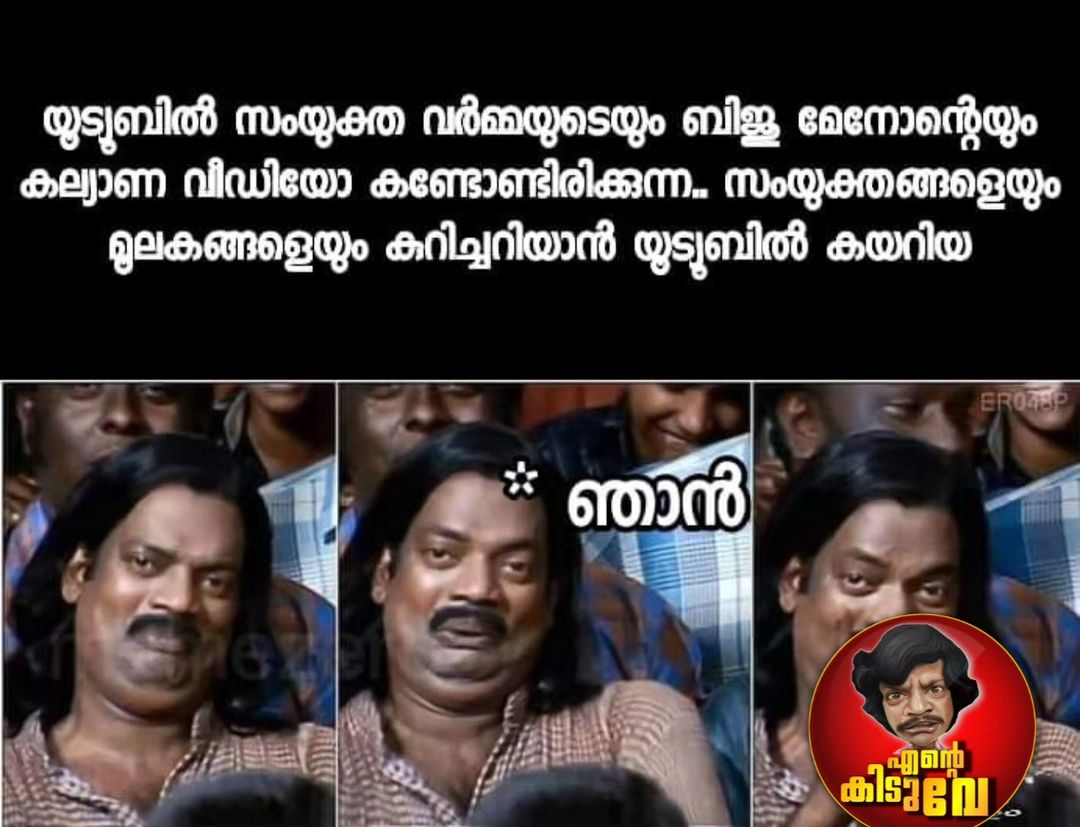 യൂട്യൂബിൽ സംയുക്ത വർമ്മയുടെയും ബിജു മേനോൻ്റെയും
കല്യാണ വീഡിയോ കണ്ടോണ്ടിരിക്കുന്ന.. സംയുക്തങ്ങളെയും
മൂലകങ്ങളെയും കുറിച്ചറിയാൻ യൂട്യൂബിൽ കയറിയ
ER048P
* ഞാൻ
എന്റെ
കിടുവേ